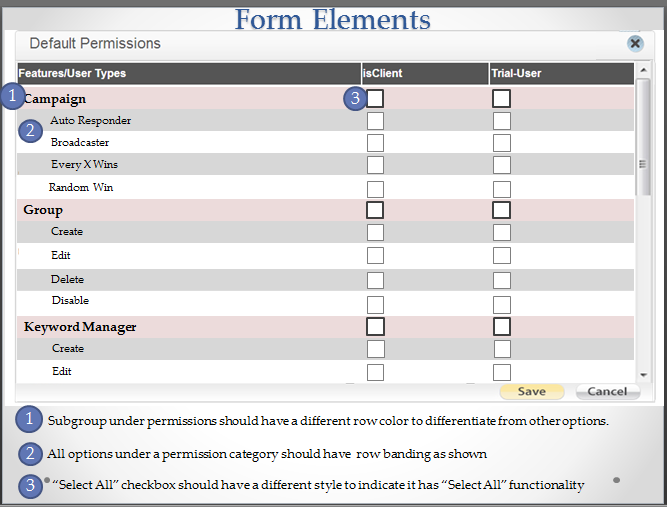 Form Elements
Default Permissions
Features/User Types isClient Trial-User
1 Campaign 3
2 Auto Responder
Broadcaster
Every X Wins
Random Win
Group
Create
Edit
Delete
Disable
Keyword Manager
Create
Edit
Save Cancel
1 Subgroup under permissions should have a different row color to differentiate from other options.
2 All options under a permission category should have row banding as shown
3 “Select All” checkbox should have a different style to indicate it has “Select All” functionality